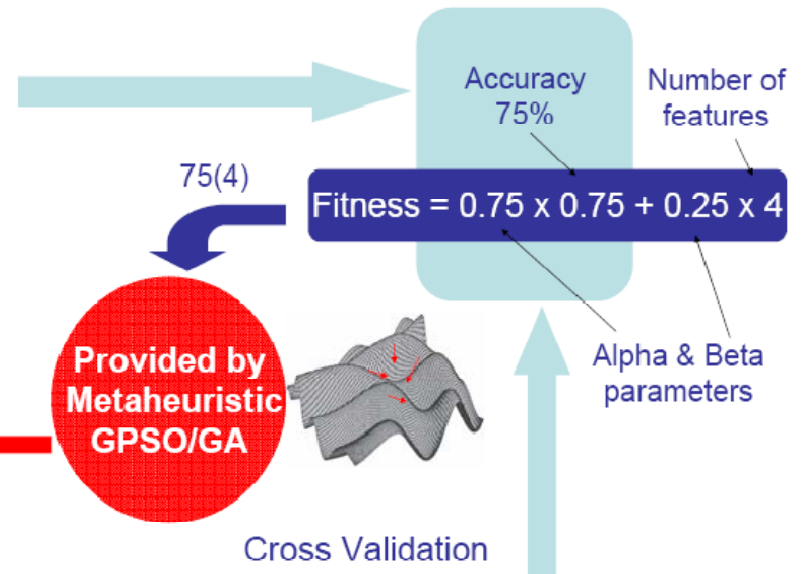 Accuracy
75%
Number of
features
75(4)
Fitness = 0.75 x 0.75 + 0.25 x 4
Provided by
Metaheuristic
GPSO/GA
Alpha & Beta
parameters
Cross Validation